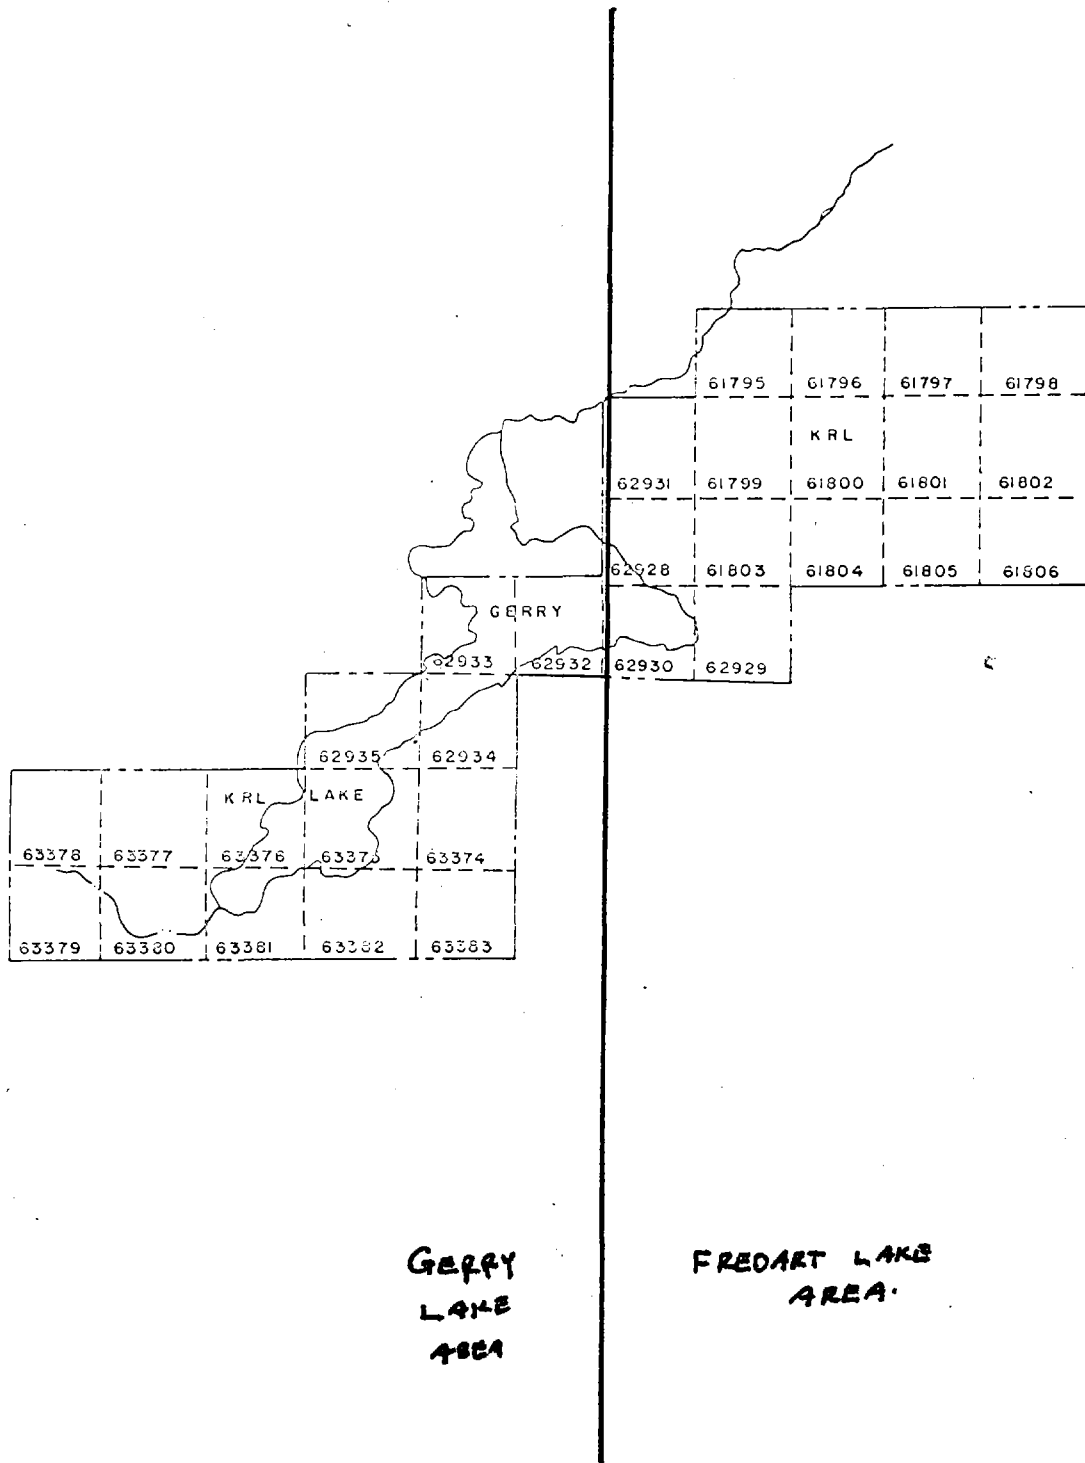 61795 61796 61797 61798
KRL
62931 61799 61800 61801 61802
62928 61803 61804 61805 61806
GERRY
62933 62932 62930 62929
62935 62934
KRL LAKE
63378 63377 63376 63375 63374
63379 63380 63381 63382 63383
GERRY
LAKE
AREA
FREDART LAKE
AREA.